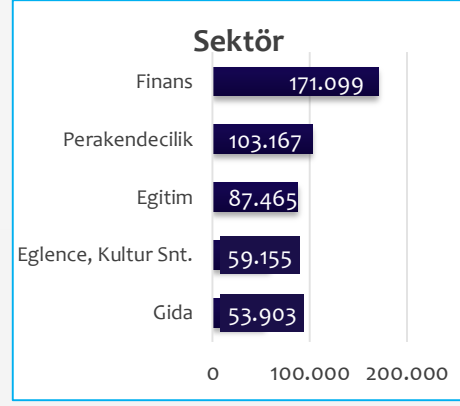 Sektör
Finans 171.099
Perakendecilik 103.167
Egitim 87.465
Eglence, Kultur Snt. 59.155
Gida 53.903
0 100.000 200.000